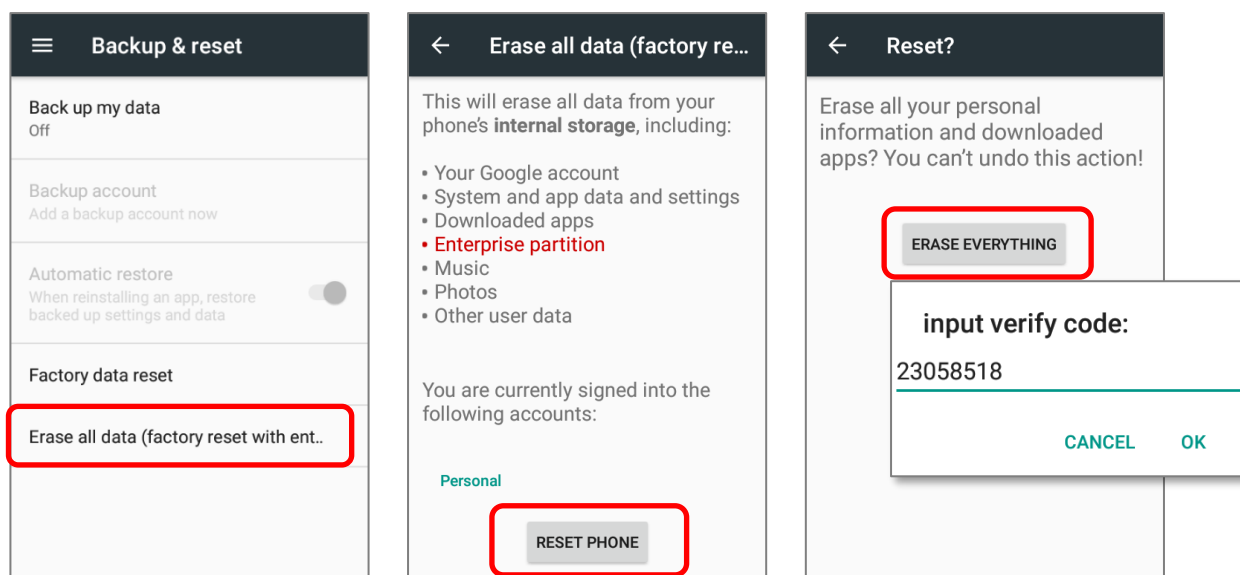 Backup & reset
Back up my data
Off
Backup account
Add a backup account now
Automatic restore
When reinstalling an app, restore
backed up settings and data
Factory data reset
Erase all data (factory reset with ent..
Erase all data (factory re...
This will erase all data from your
phone's internal storage, including:
• Your Google account
• System and app data and settings
• Downloaded apps
• Enterprise partition
• Music
• Photos
• Other user data
You are currently signed into the
following accounts:
Personal
RESET PHONE
Reset?
Erase all your personal
information and downloaded
apps? You can't undo this action!
ERASE EVERYTHING
input verify code:
23058518
CANCEL OK